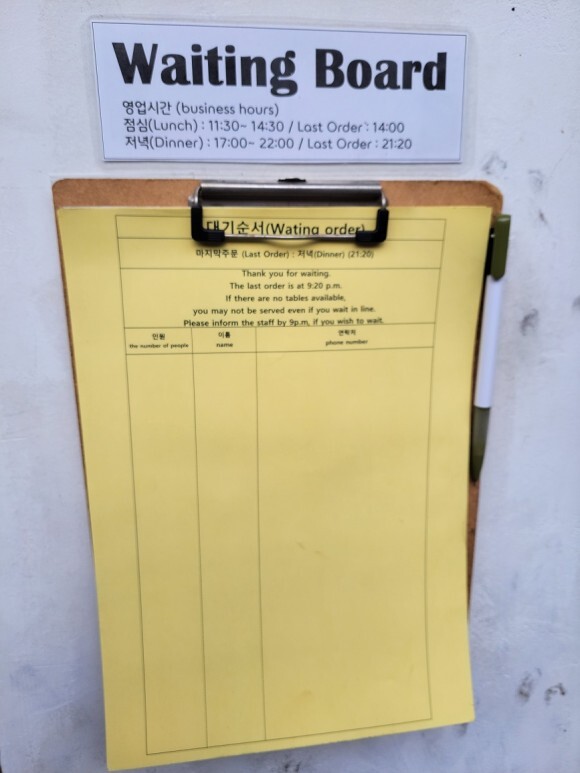 Waiting Board
영업시간 (business hours)
점심(Lunch) : 11:30~ 14:30 / Last Order : 14:00
저녁(Dinner) : 17:00~ 22:00 / Last Order : 21:20
대기순서(Wating order)
마지막주문 (Last Order) : 저녁(Dinner) (21:20)
Thank you for waiting.
The last order is at 9:20 p.m.
If there are no tables available,
you may not be served even if you wait in line.
Please inform the staff by 9p.m, if you wish to wait.
인원 이름 연락처
the number of people name phone number